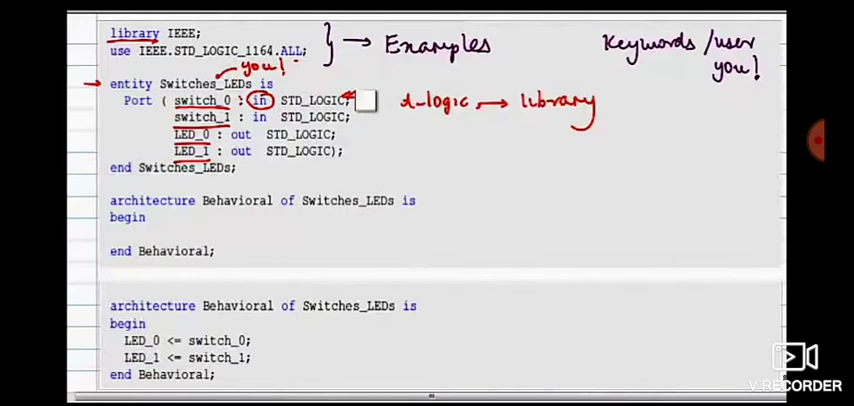 library IEEE;
use IEEE.STD_LOGIC_1164.ALL;
Examples
Keywords / user
you!
you!
entity Switches_LEDs is
Port ( switch_0 : in STD_LOGIC;
switch_1 : in STD_LOGIC;
LED_0 : out STD_LOGIC;
LED_1 : out STD_LOGIC);
end Switches_LEDs;
d-logic → library
architecture Behavioral of Switches_LEDs is
begin
end Behavioral;
architecture Behavioral of Switches_LEDs is
begin
LED_0 <= switch_0;
LED_1 <= switch_1;
end Behavioral;
V RECORDER